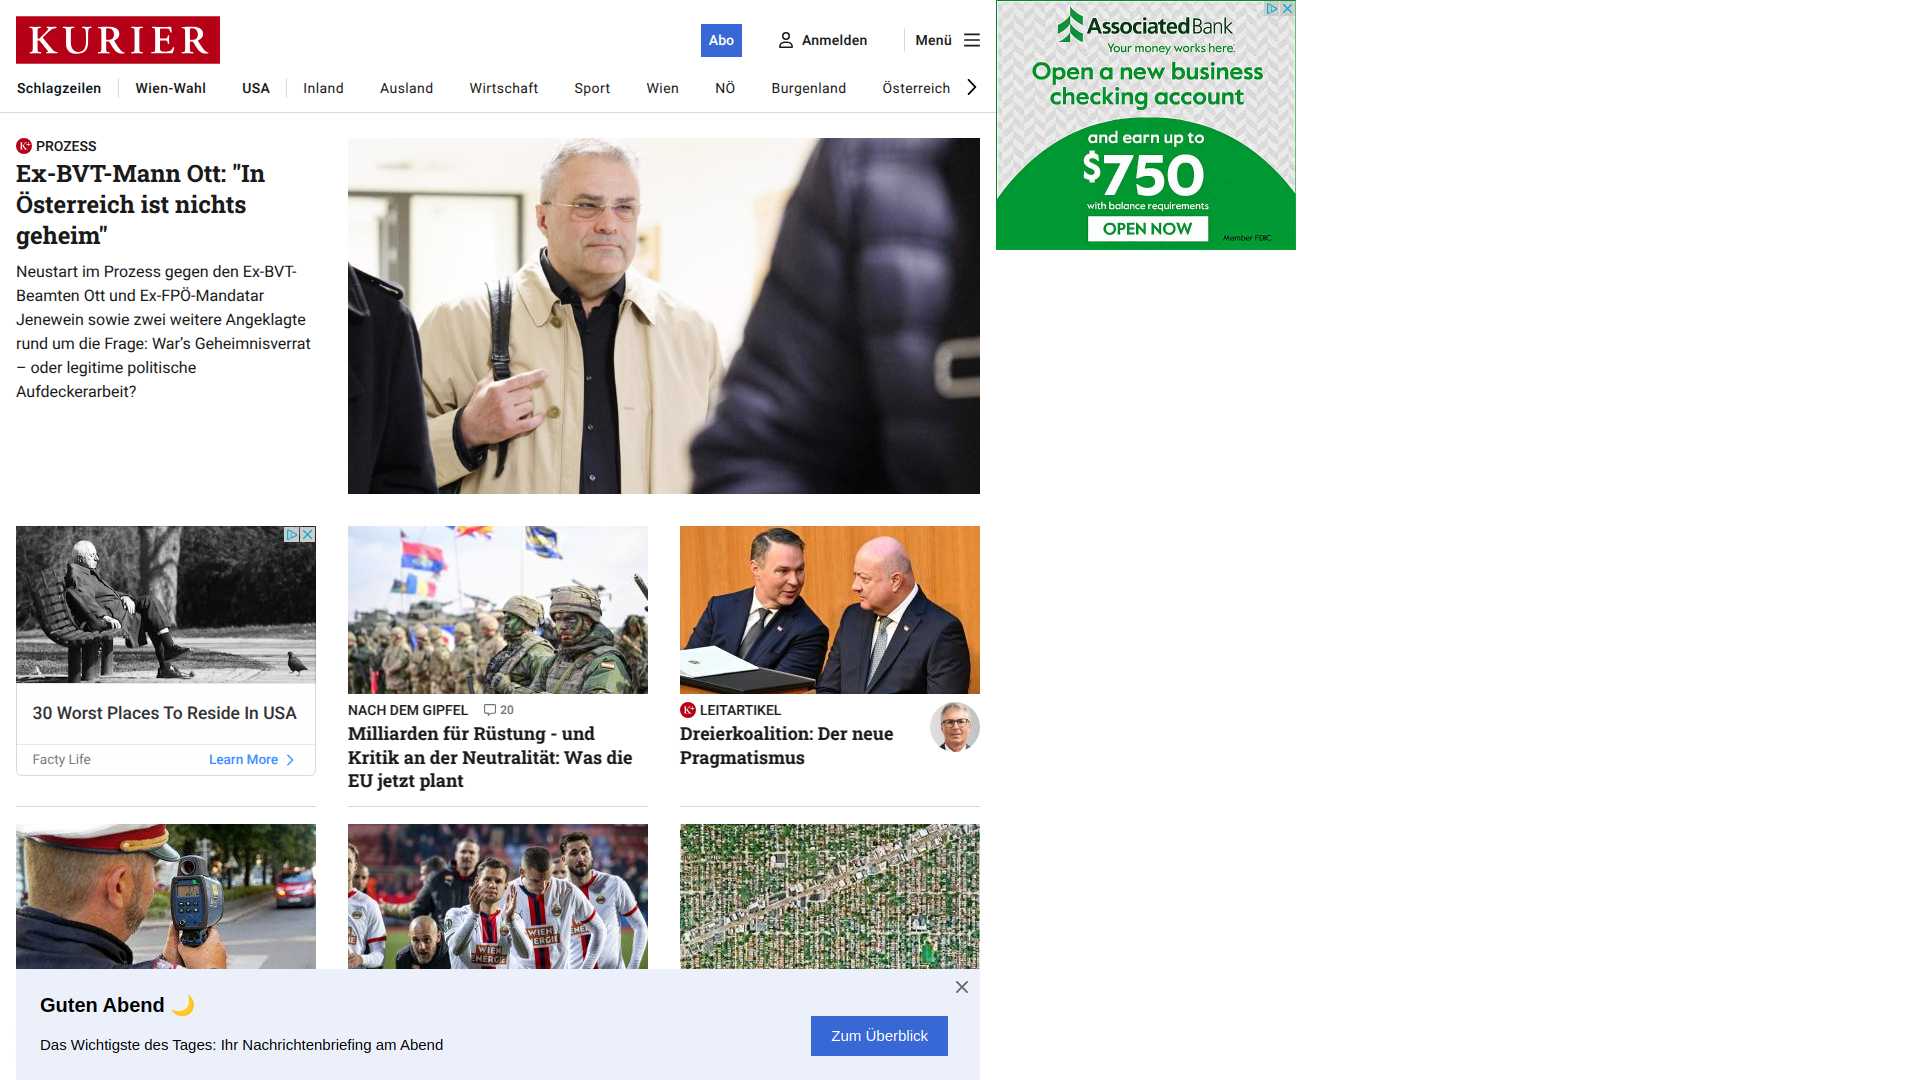 KURIER
Abo
Anmelden
Menü
Schlagzeilen
Wien-Wahl
USA
Inland
Ausland
Wirtschaft
Sport
Wien
NÖ
Burgenland
Österreich
PROZESS
Ex-BVT-Mann Ott: "In
Österreich ist nichts
geheim"
Neustart im Prozess gegen den Ex-BVT-
Beamten Ott und Ex-FPÖ-Mandatar
Jenewein sowie zwei weitere Angeklagte
rund um die Frage: War’s Geheimnisverrat
– oder legitime politische
Aufdeckerarbeit?
Associated Bank
Your money works here.
Open a new business
checking account
and earn up to
$750
with balance requirements
OPEN NOW
Member FDIC
30 Worst Places To Reside In USA
Facty Life
Learn More
NACH DEM GIPFEL
20
Milliarden für Rüstung - und
Kritik an der Neutralität: Was die
EU jetzt plant
K+ LEITARTIKEL
Dreierkoalition: Der neue
Pragmatismus
WIEN
ENERGIE
WIEN
ENERGIE
Guten Abend 🌙
Das Wichtigste des Tages: Ihr Nachrichtenbriefing am Abend
Zum Überblick